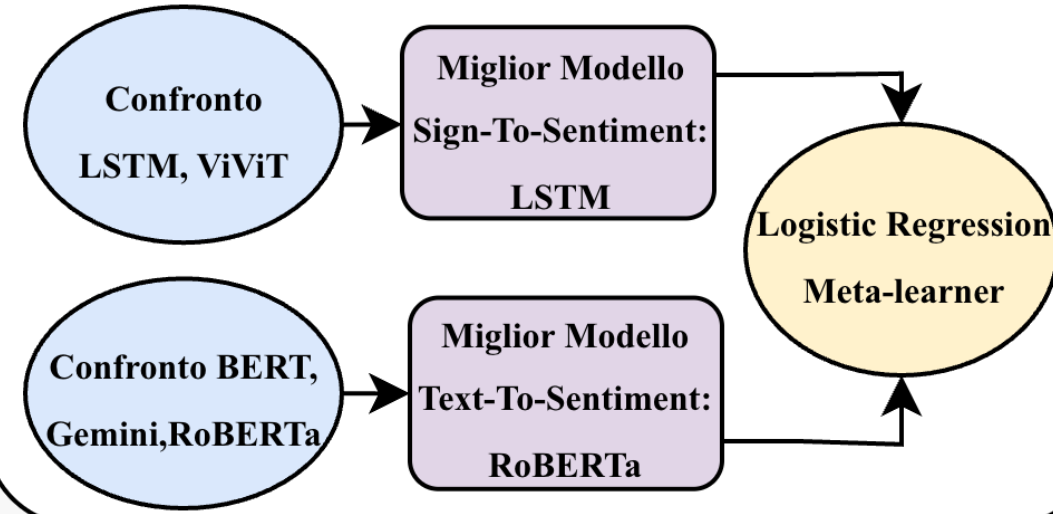 Confronto
LSTM, ViViT
Miglior Modello
Sign-To-Sentiment:
LSTM
Logistic Regression
Meta-learner
Confronto BERT,
Gemini,RoBERTa
Miglior Modello
Text-To-Sentiment:
RoBERTa